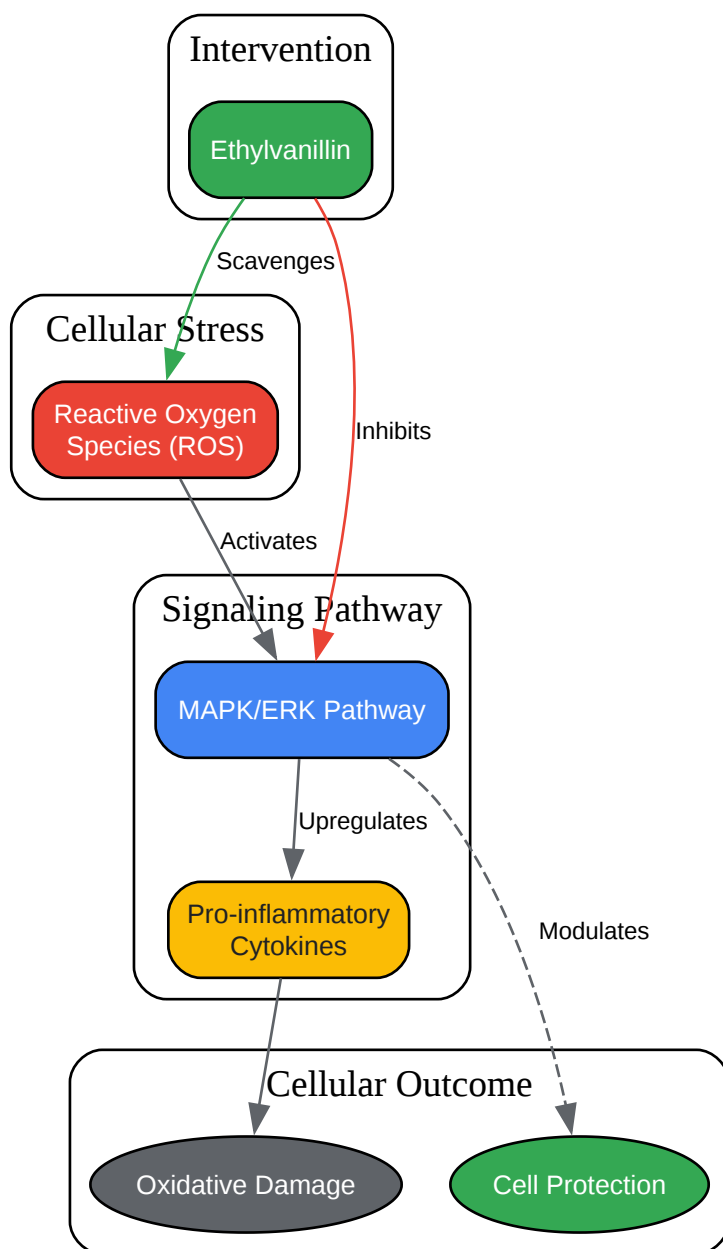 Intervention
Ethylvanillin
Scavenges
Cellular Stress
Reactive Oxygen
Species (ROS)
Inhibits
Activates
Signaling Pathway
MAPK/ERK Pathway
Upregulates
Pro-inflammatory
Cytokines
Modulates
Cellular Outcome
Oxidative Damage
Cell Protection